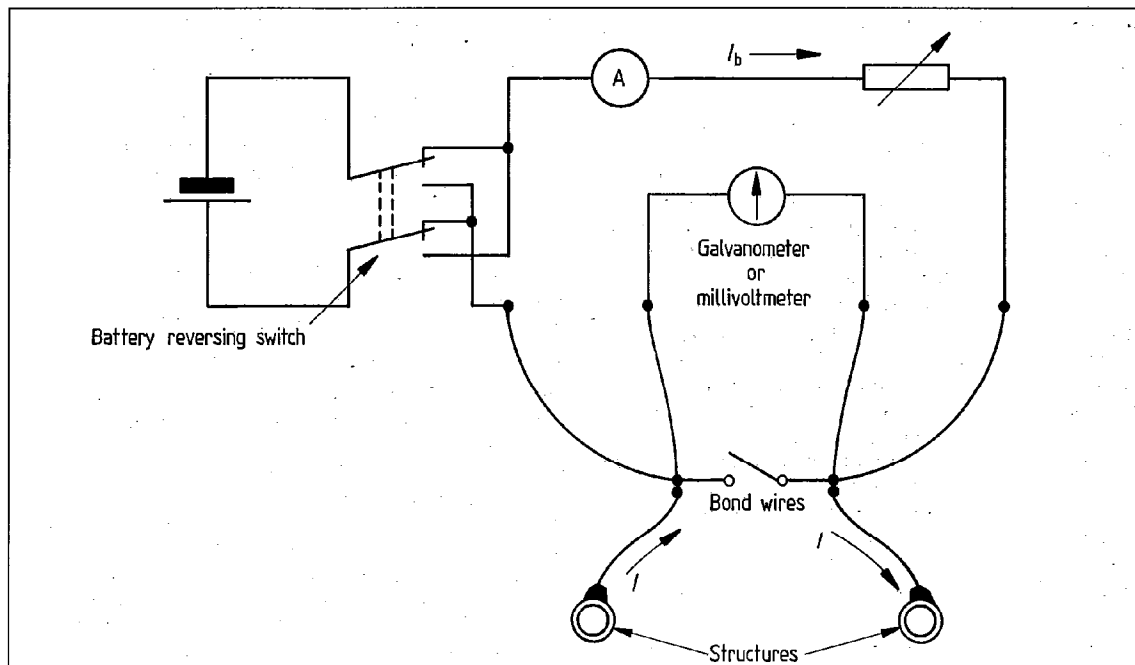 I_b
A
Galvanometer
or
millivoltmeter
Battery reversing switch
Bond wires
I
I
Structures